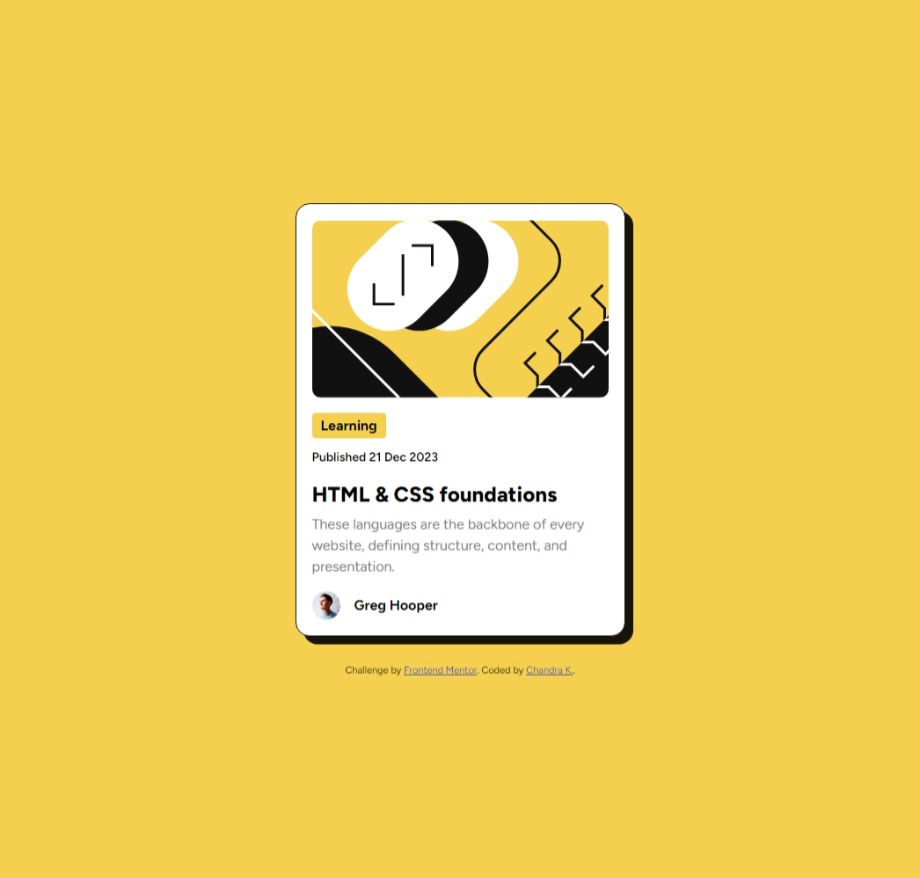 Learning
Published 21 Dec 2023
HTML & CSS foundations
These languages are the backbone of every
website, defining structure, content, and
presentation.
Greg Hooper
Challenge by Frontend Mentor. Coded by Chandra K..